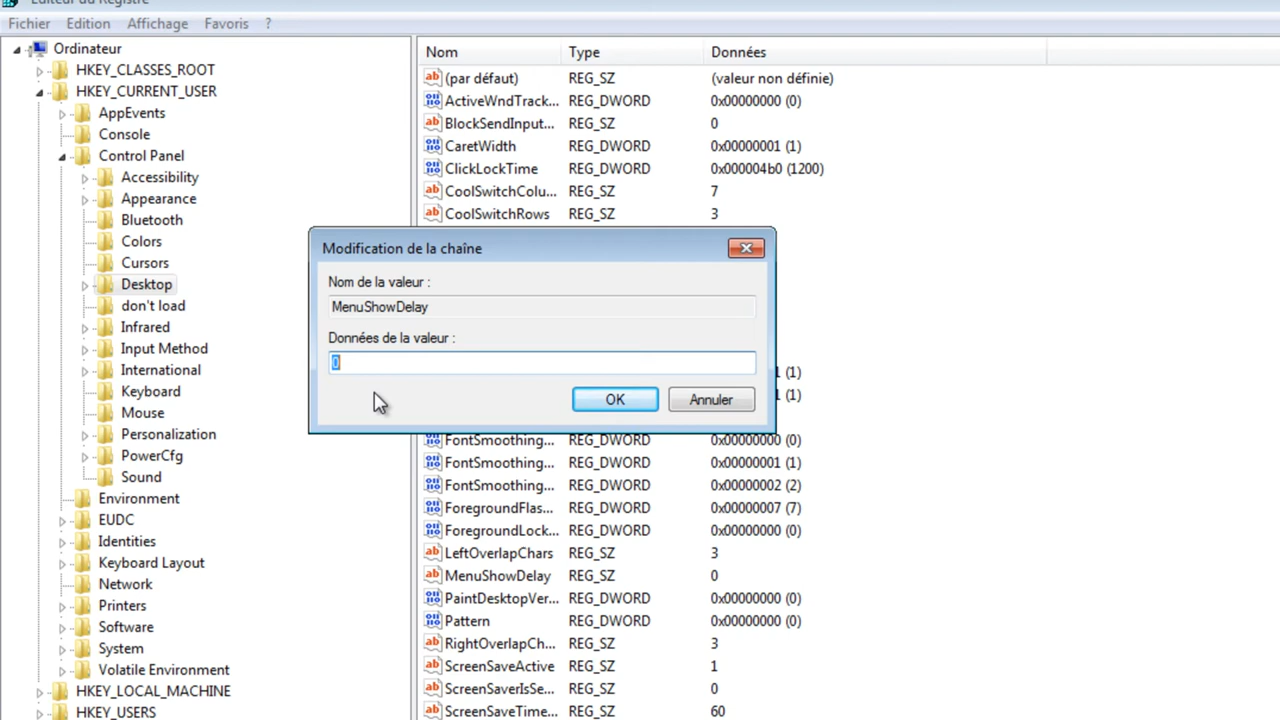 Editeur du Registre
Fichier Edition Affichage Favoris ?
Ordinateur
HKEY_CLASSES_ROOT
HKEY_CURRENT_USER
AppEvents
Console
Control Panel
Accessibility
Appearance
Bluetooth
Colors
Cursors
Desktop
don't load
Infrared
Input Method
International
Keyboard
Mouse
Personalization
PowerCfg
Sound
Environment
EUDC
Identities
Keyboard Layout
Network
Printers
Software
System
Volatile Environment
HKEY_LOCAL_MACHINE
HKEY_USERS
Nom Type Données
(par défaut) REG_SZ (valeur non définie)
ActiveWndTrack... REG_DWORD 0x00000000 (0)
BlockSendInput... REG_SZ 0
CaretWidth REG_DWORD 0x00000001 (1)
ClickLockTime REG_DWORD 0x000004b0 (1200)
CoolSwitchColu... REG_SZ 7
CoolSwitchRows REG_SZ 3
Modification de la chaîne
Nom de la valeur :
MenuShowDelay
Données de la valeur :
0
OK Annuler
1 (1)
1 (1)
FontSmoothing... REG_DWORD 0x00000000 (0)
FontSmoothing... REG_DWORD 0x00000001 (1)
FontSmoothing... REG_DWORD 0x00000002 (2)
ForegroundFlas... REG_DWORD 0x00000007 (7)
ForegroundLock... REG_DWORD 0x00000000 (0)
LeftOverlapChars REG_SZ 3
MenuShowDelay REG_SZ 0
PaintDesktopVer... REG_DWORD 0x00000000 (0)
Pattern REG_DWORD 0x00000000 (0)
RightOverlapCh... REG_SZ 3
ScreenSaveActive REG_SZ 1
ScreenSaverIsSe... REG_SZ 0
ScreenSaveTime... REG_SZ 60